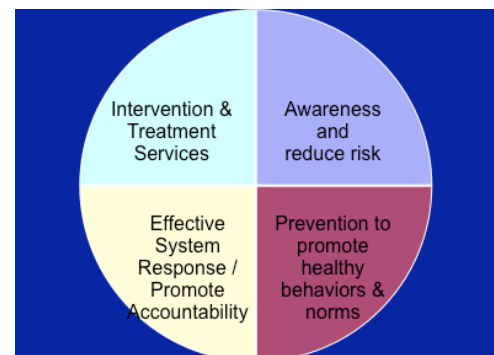 Intervention &
Treatment
Services
Awareness
and
reduce risk
Effective
System
Response /
Promote
Accountability
Prevention to
promote
healthy
behaviors &
norms